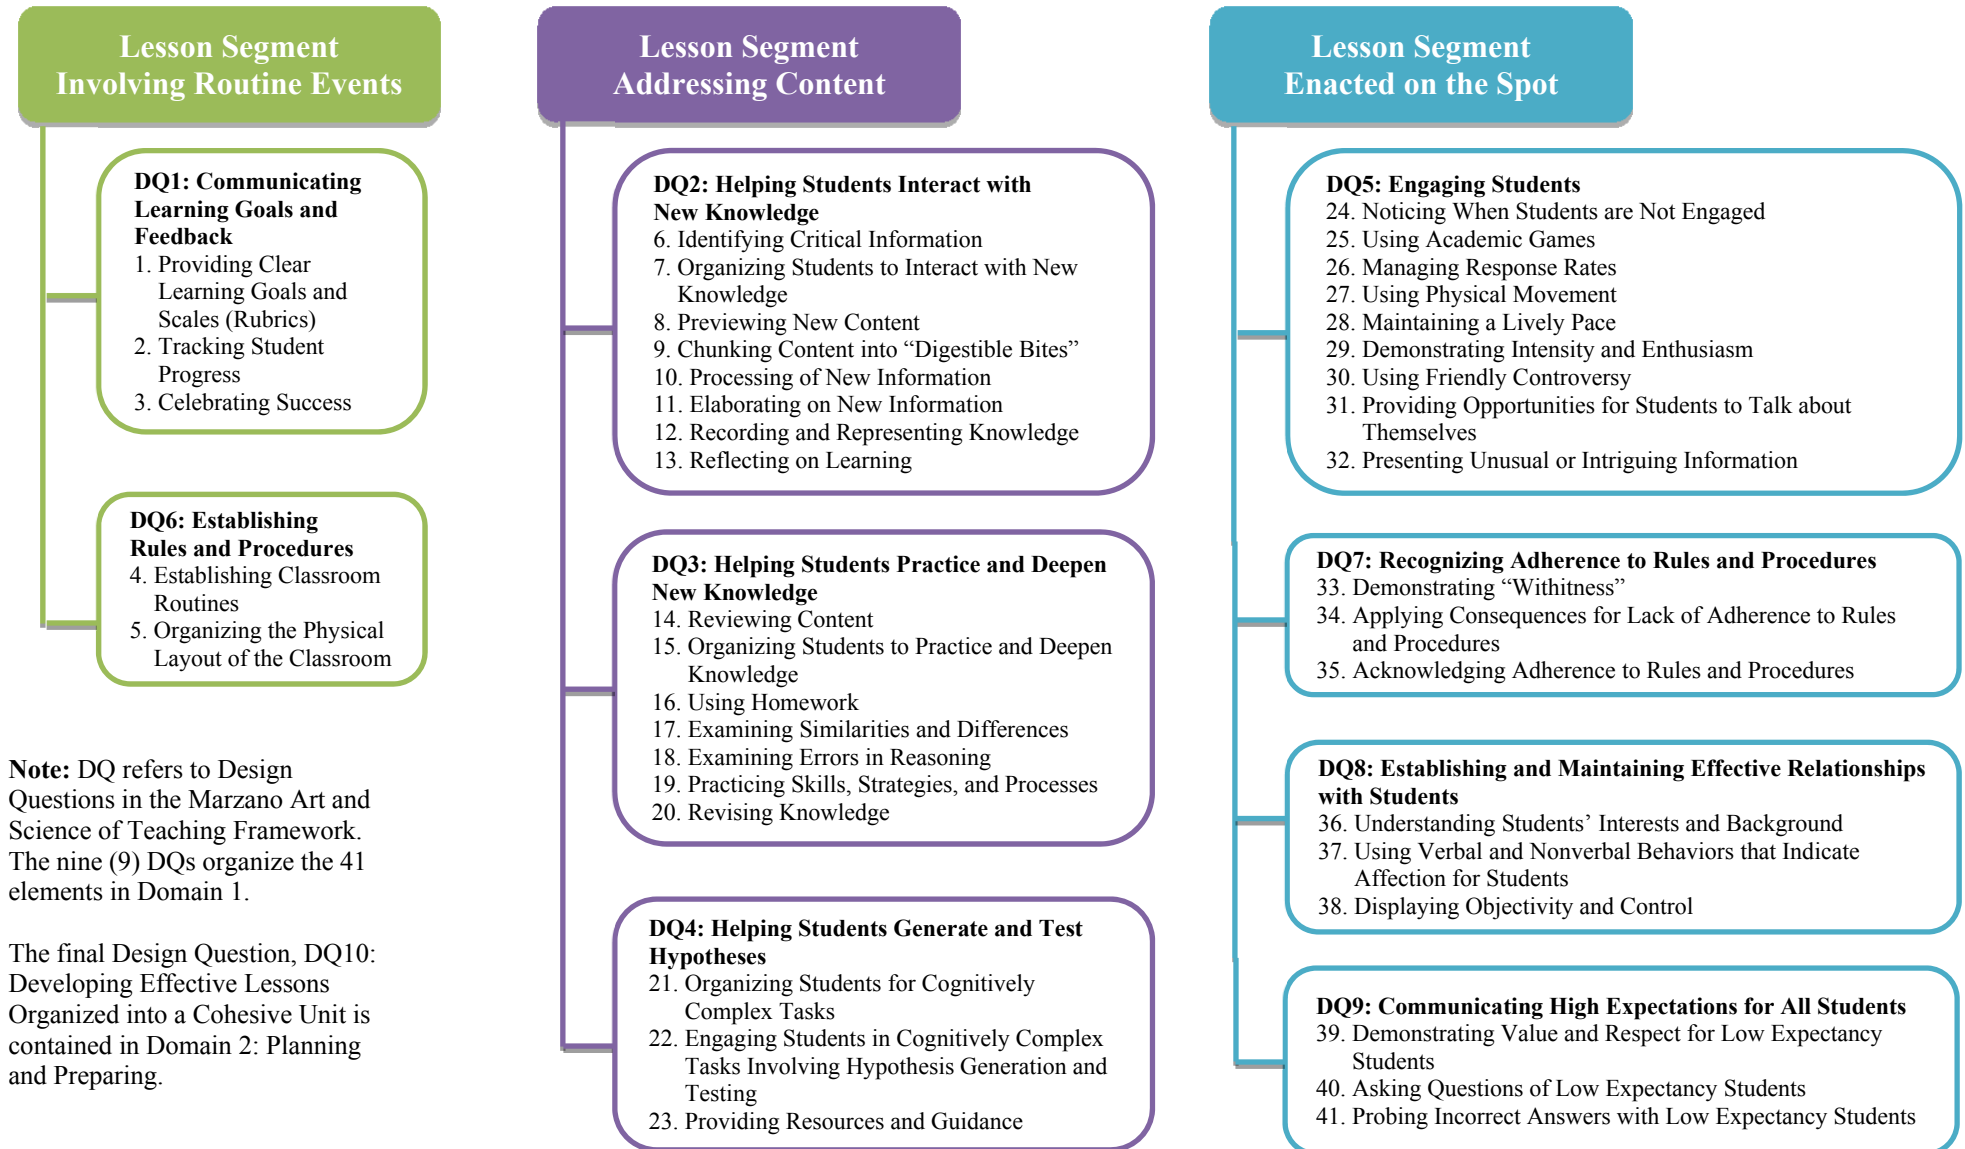 Lesson Segment
Involving Routine Events
DQ1: Communicating
Learning Goals and
Feedback
1. Providing Clear
Learning Goals and
Scales (Rubrics)
2. Tracking Student
Progress
3. Celebrating Success
DQ6: Establishing
Rules and Procedures
4. Establishing Classroom
Routines
5. Organizing the Physical
Layout of the Classroom
Note: DQ refers to Design
Questions in the Marzano Art and
Science of Teaching Framework.
The nine (9) DQs organize the 41
elements in Domain 1.
The final Design Question, DQ10:
Developing Effective Lessons
Organized into a Cohesive Unit is
contained in Domain 2: Planning
and Preparing.
Lesson Segment
Addressing Content
DQ2: Helping Students Interact with
New Knowledge
6. Identifying Critical Information
7. Organizing Students to Interact with New
Knowledge
8. Previewing New Content
9. Chunking Content into “Digestible Bites”
10. Processing of New Information
11. Elaborating on New Information
12. Recording and Representing Knowledge
13. Reflecting on Learning
DQ3: Helping Students Practice and Deepen
New Knowledge
14. Reviewing Content
15. Organizing Students to Practice and Deepen
Knowledge
16. Using Homework
17. Examining Similarities and Differences
18. Examining Errors in Reasoning
19. Practicing Skills, Strategies, and Processes
20. Revising Knowledge
DQ4: Helping Students Generate and Test
Hypotheses
21. Organizing Students for Cognitively
Complex Tasks
22. Engaging Students in Cognitively Complex
Tasks Involving Hypothesis Generation and
Testing
23. Providing Resources and Guidance
Lesson Segment
Enacted on the Spot
DQ5: Engaging Students
24. Noticing When Students are Not Engaged
25. Using Academic Games
26. Managing Response Rates
27. Using Physical Movement
28. Maintaining a Lively Pace
29. Demonstrating Intensity and Enthusiasm
30. Using Friendly Controversy
31. Providing Opportunities for Students to Talk about
Themselves
32. Presenting Unusual or Intriguing Information
DQ7: Recognizing Adherence to Rules and Procedures
33. Demonstrating “Withitness”
34. Applying Consequences for Lack of Adherence to Rules
and Procedures
35. Acknowledging Adherence to Rules and Procedures
DQ8: Establishing and Maintaining Effective Relationships
with Students
36. Understanding Students’ Interests and Background
37. Using Verbal and Nonverbal Behaviors that Indicate
Affection for Students
38. Displaying Objectivity and Control
DQ9: Communicating High Expectations for All Students
39. Demonstrating Value and Respect for Low Expectancy
Students
40. Asking Questions of Low Expectancy Students
41. Probing Incorrect Answers with Low Expectancy Students